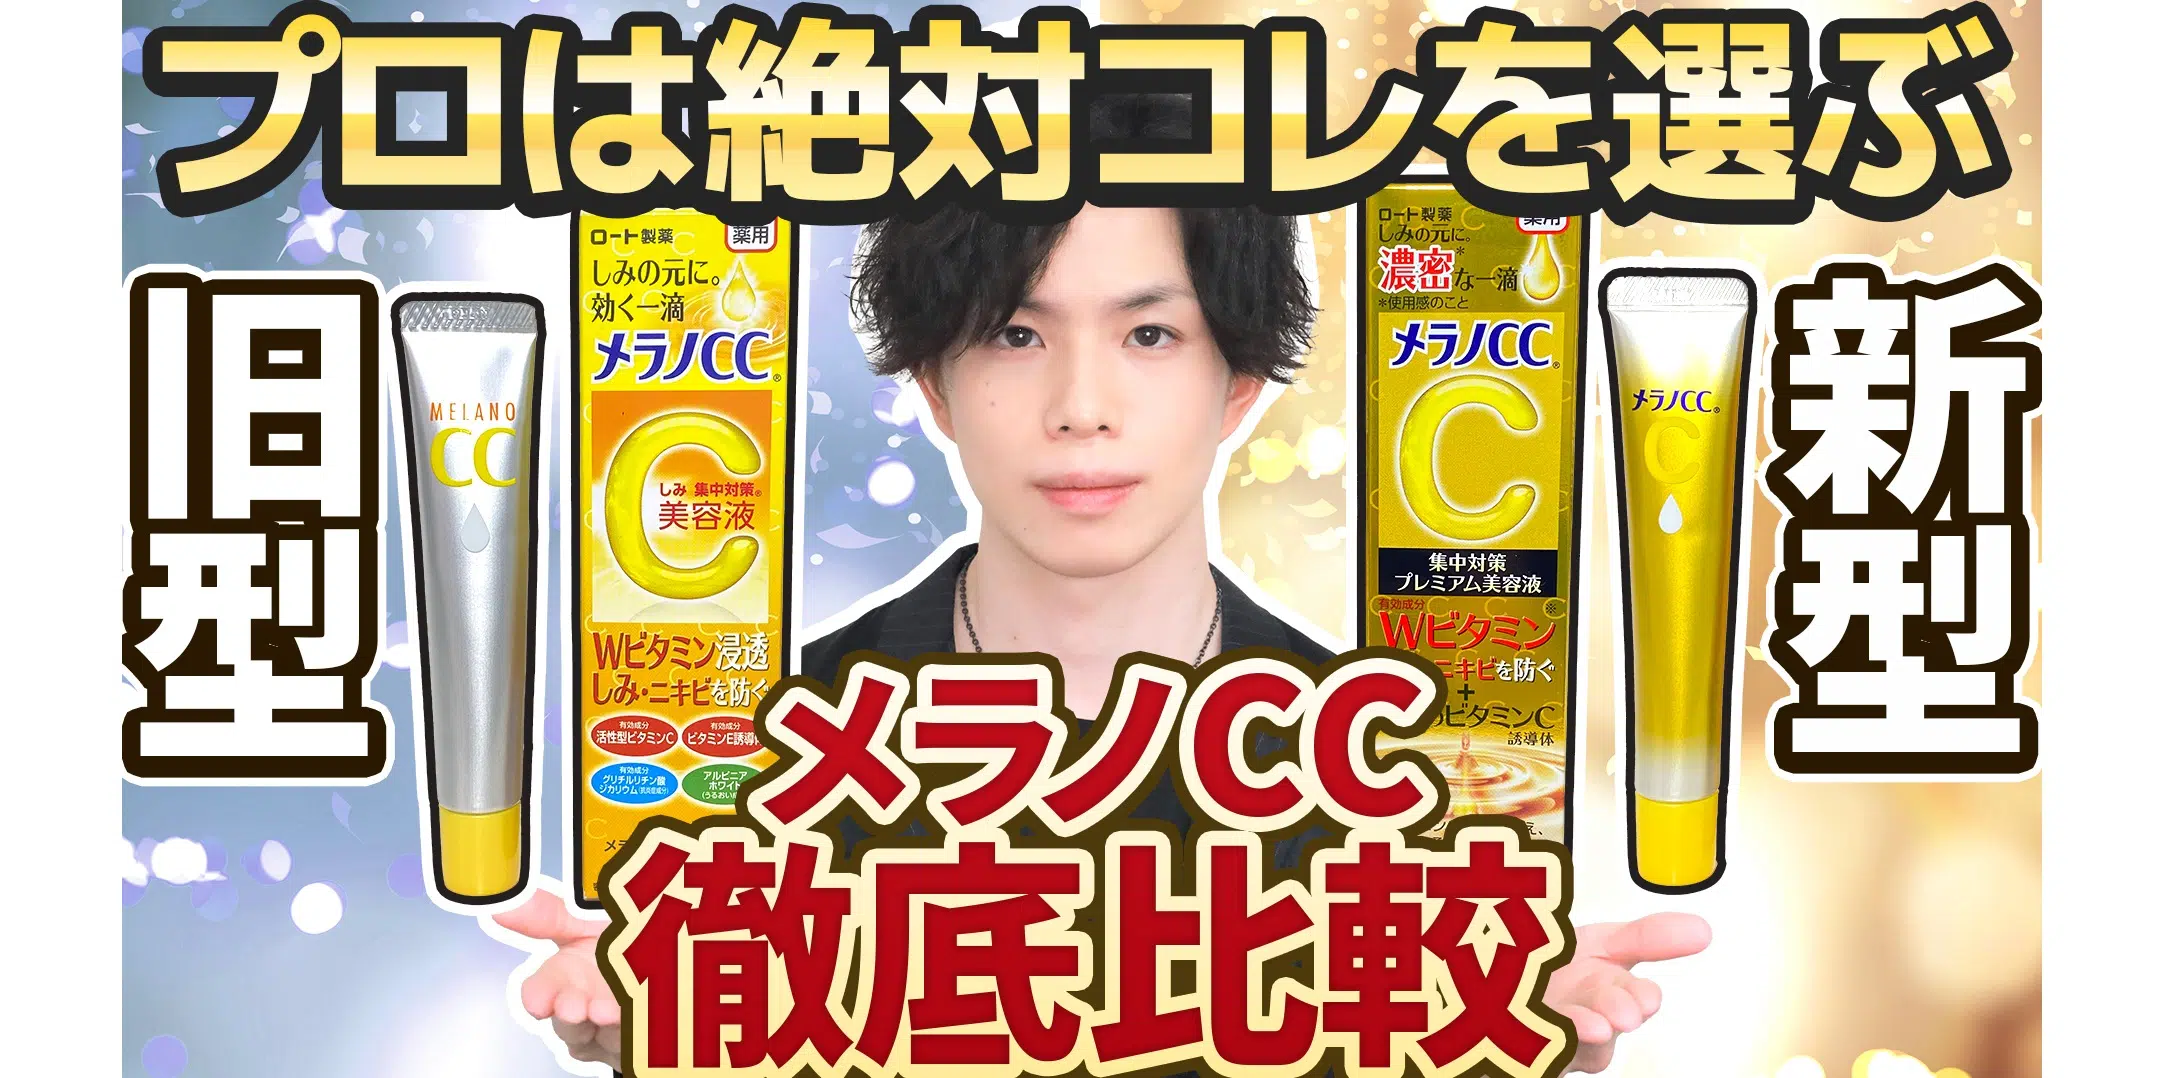 プロは絶対コレを選ぶ
旧型
MELANO
CC
ロート製薬
薬用
しみの元に。
効く一滴
メラノCC®
しみ 集中対策®
美容液
Wビタミン浸透
しみ・ニキビを防ぐ
有効成分
活性型ビタミンC
有効成分
ビタミンE誘導体
有効成分
グリチルリチン酸
ジカリウム
アルピニア
ホワイト
ロート製薬
薬用
しみの元に。
濃密*な一滴
*使用感のこと
メラノCC®
集中対策
プレミアム美容液
有効成分
Wビタミン※
ニキビを防ぐ
+
ビタミンC
誘導体
メラノCC®
C
新型
メラノCC
徹底比較